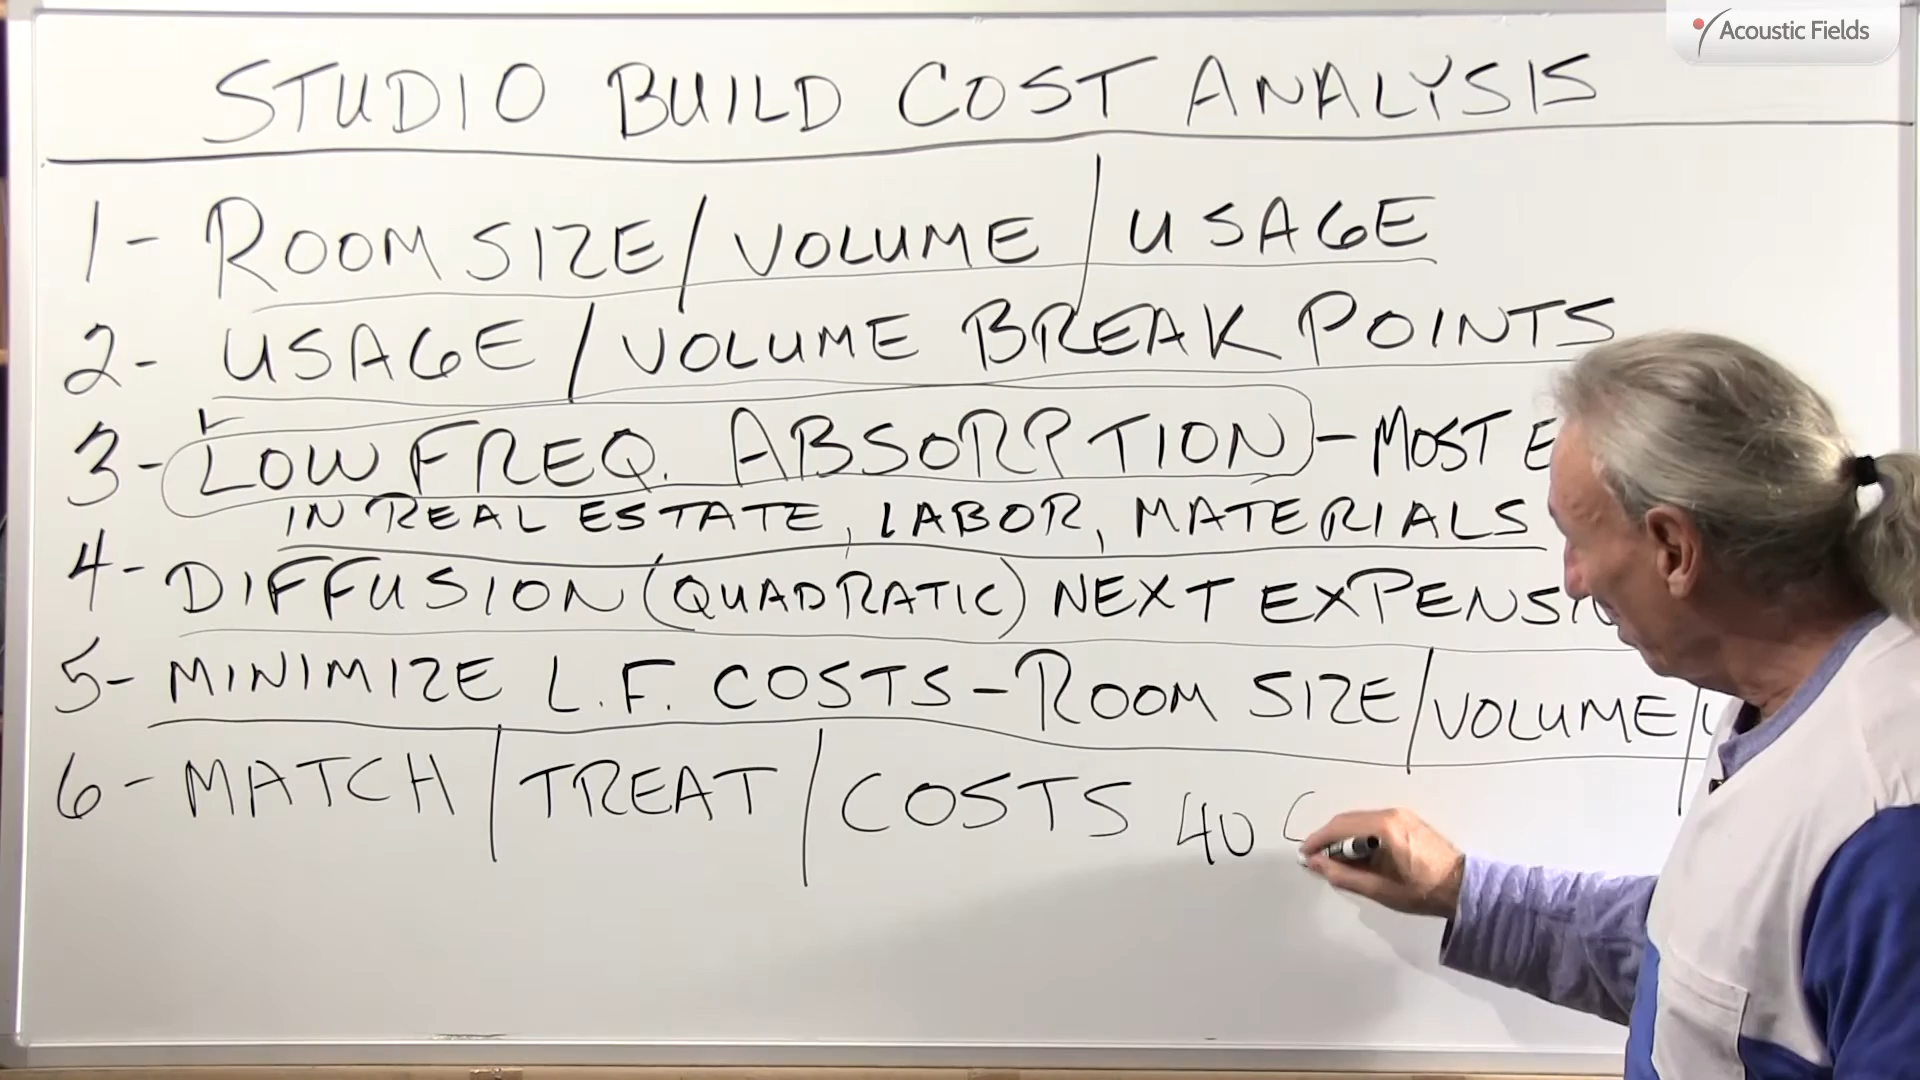 Acoustic Fields
STUDIO BUILD COST ANALYSIS
1- ROOM SIZE/VOLUME/USAGE
2- USAGE/VOLUME BREAK POINTS
3- LOW FREQ. ABSORPTION - MOST
IN REAL ESTATE, LABOR, MATERIALS
4- DIFFUSION (QUADRATIC) NEXT
5- MINIMIZE L.F. COSTS - ROOM SIZE/VOLUME/
6- MATCH/TREAT/COSTS 40